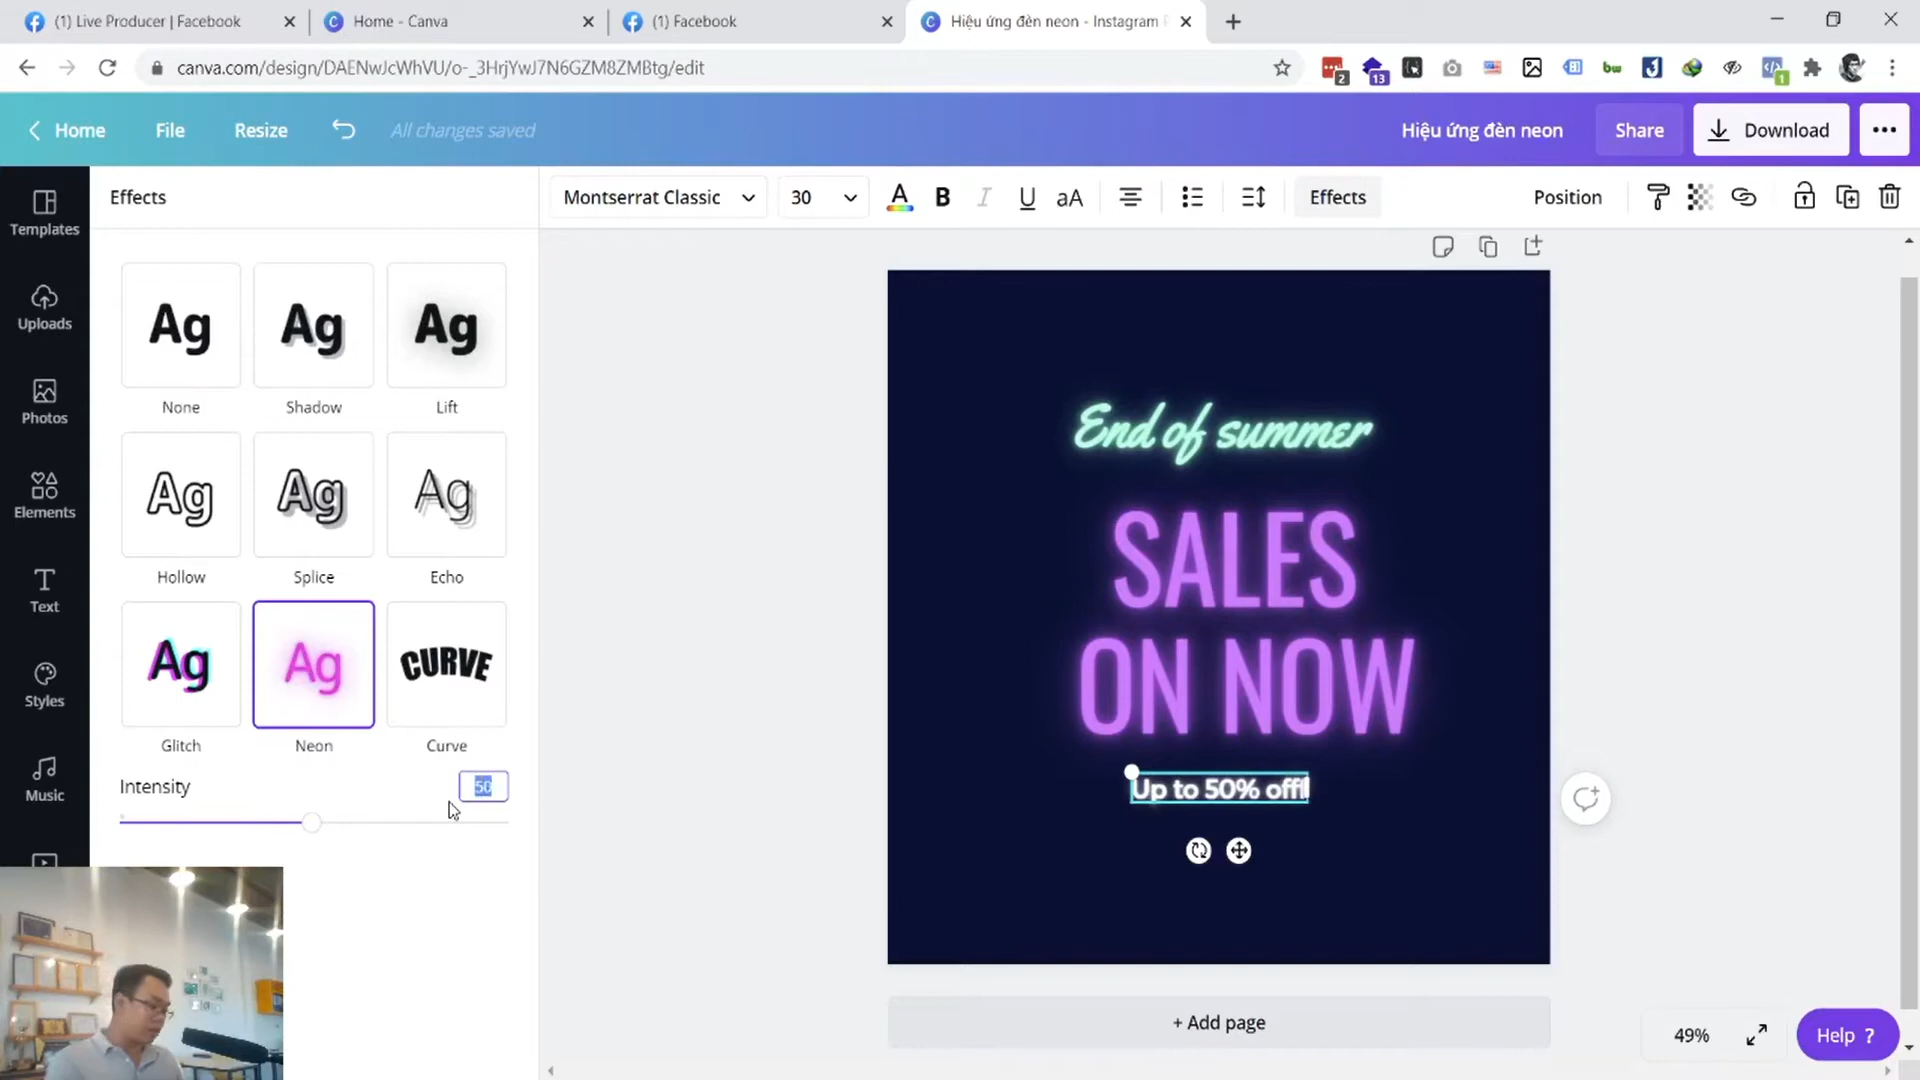 (1) Live Producer | Facebook
Home - Canva
(1) Facebook
Hiệu ứng đèn neon - Instagram P
canva.com/design/DAENwJcWhVU/o-_3HrjYwJ7N6GZM8ZMBtg/edit
2
13
1
Home
File
Resize
All changes saved
Hiệu ứng đèn neon
Share
Download
Effects
Montserrat Classic
30
A
B
I
U
aA
Effects
Position
Templates
Uploads
Photos
Elements
Text
Styles
Music
Ag
Ag
Ag
None
Shadow
Lift
Ag
Ag
Ag
Hollow
Splice
Echo
Ag
Ag
CURVE
Glitch
Neon
Curve
Intensity
50
End of summer
SALES
ON NOW
Up to 50% off!
+ Add page
49%
Help ?